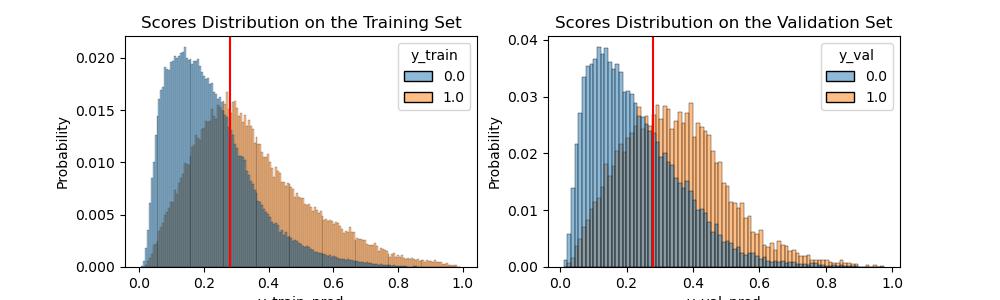 Scores Distribution on the Training Set
Probability
0.020
0.015
0.010
0.005
0.000
0.0 0.2 0.4 0.6 0.8 1.0
y_train
0.0
1.0
Scores Distribution on the Validation Set
Probability
0.04
0.03
0.02
0.01
0.00
0.0 0.2 0.4 0.6 0.8 1.0
y_val
0.0
1.0